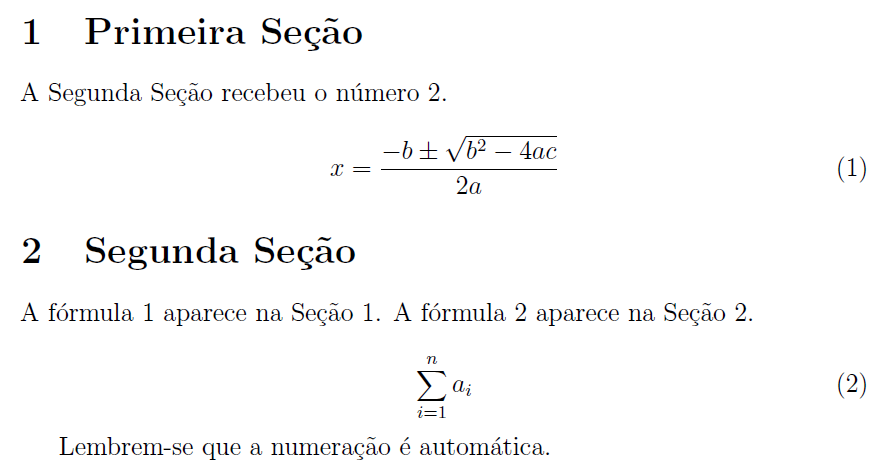 1 Primeira Seção
A Segunda Seção recebeu o número 2.
x = \frac{-b \pm \sqrt{b^2 - 4ac}}{2a} (1)
2 Segunda Seção
A fórmula 1 aparece na Seção 1. A fórmula 2 aparece na Seção 2.
\sum_{i=1}^{n} a_i (2)
Lembrem-se que a numeração é automática.